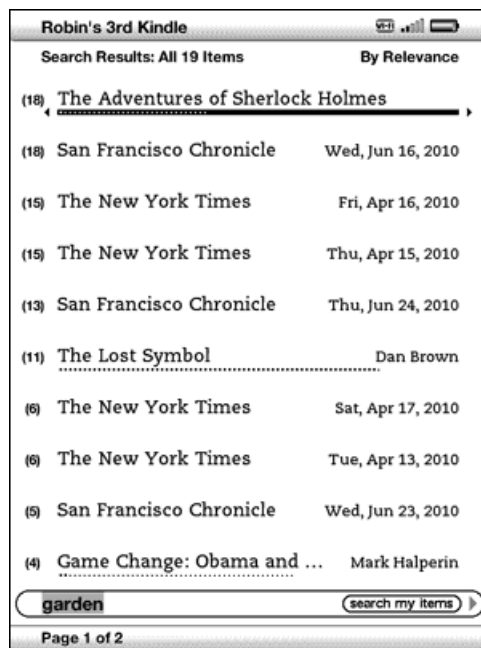 Robin's 3rd Kindle WiFi
Search Results: All 19 Items By Relevance
(18) The Adventures of Sherlock Holmes
(18) San Francisco Chronicle Wed, Jun 16, 2010
(15) The New York Times Fri, Apr 16, 2010
(15) The New York Times Thu, Apr 15, 2010
(13) San Francisco Chronicle Thu, Jun 24, 2010
(11) The Lost Symbol Dan Brown
(6) The New York Times Sat, Apr 17, 2010
(6) The New York Times Tue, Apr 13, 2010
(5) San Francisco Chronicle Wed, Jun 23, 2010
(4) Game Change: Obama and ... Mark Halperin
garden search my items
Page 1 of 2